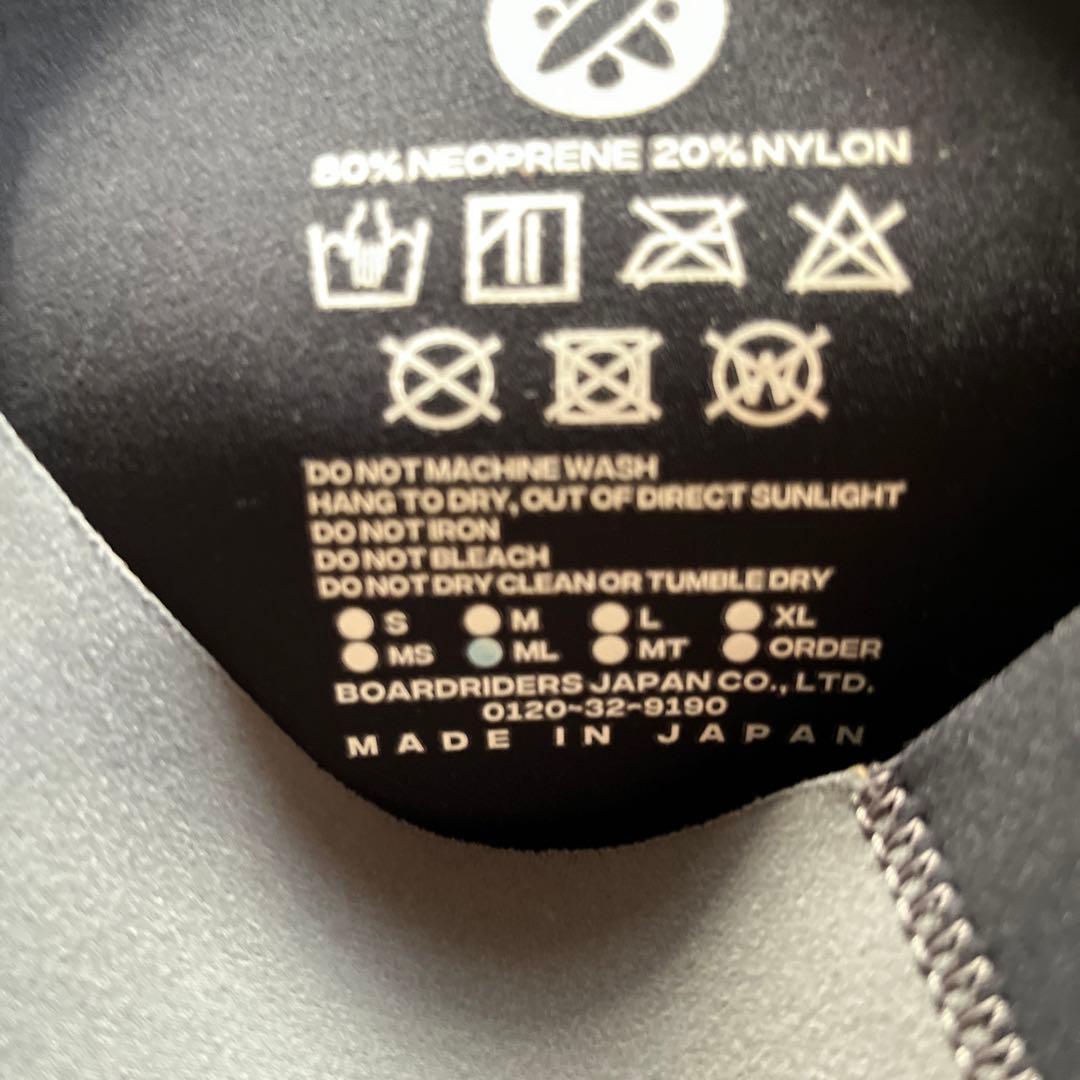 80% NEOPRENE 20% NYLON
W
DO NOT MACHINE WASH
HANG TO DRY, OUT OF DIRECT SUNLIGHT
DO NOT IRON
DO NOT BLEACH
DO NOT DRY CLEAN OR TUMBLE DRY
S M L XL
MS ML MT ORDER
BOARDRIDERS JAPAN CO., LTD.
0120-32-9190
MADE IN JAPAN